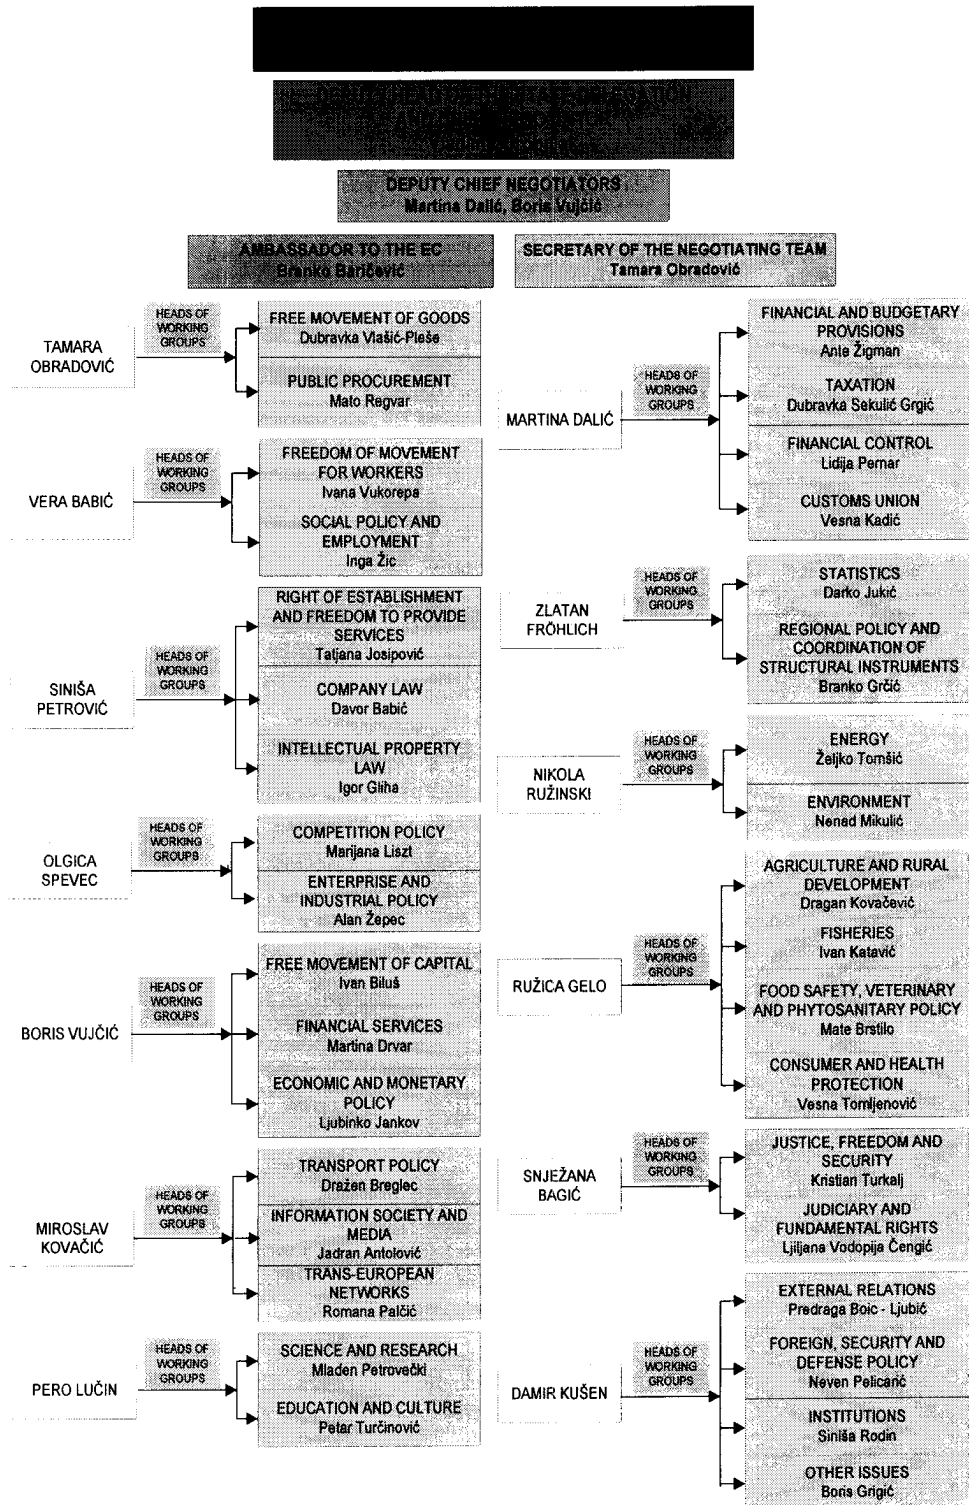 DEPUTY HEAD OF THE STATE DELEGATION
DEPUTY CHIEF NEGOTIATORS
Martina Dalić, Boris Vujčić
AMBASSADOR TO THE EC
Branko Baričević
SECRETARY OF THE NEGOTIATING TEAM
Tamara Obradović
TAMARA
OBRADOVIĆ
HEADS OF
WORKING
GROUPS
FREE MOVEMENT OF GOODS
Dubravka Vlašić-Pleše
PUBLIC PROCUREMENT
Mato Regvar
VERA BABIĆ
HEADS OF
WORKING
GROUPS
FREEDOM OF MOVEMENT
FOR WORKERS
Ivana Vukorepa
SOCIAL POLICY AND
EMPLOYMENT
Inga Žic
SINIŠA
PETROVIĆ
HEADS OF
WORKING
GROUPS
RIGHT OF ESTABLISHMENT
AND FREEDOM TO PROVIDE
SERVICES
Tatjana Josipović
COMPANY LAW
Davor Babić
INTELLECTUAL PROPERTY
LAW
Igor Gliha
OLGICA
SPEVEC
HEADS OF
WORKING
GROUPS
COMPETITION POLICY
Marijana Liszt
ENTERPRISE AND
INDUSTRIAL POLICY
Alan Žepec
BORIS VUJČIĆ
HEADS OF
WORKING
GROUPS
FREE MOVEMENT OF CAPITAL
Ivan Biluš
FINANCIAL SERVICES
Martina Drvar
ECONOMIC AND MONETARY
POLICY
Ljubinko Jankov
MIROSLAV
KOVAČIĆ
HEADS OF
WORKING
GROUPS
TRANSPORT POLICY
Dražen Breglec
INFORMATION SOCIETY AND
MEDIA
Jadran Antolović
TRANS-EUROPEAN
NETWORKS
Romana Palčić
PERO LUČIN
HEADS OF
WORKING
GROUPS
SCIENCE AND RESEARCH
Mladen Petrovečki
EDUCATION AND CULTURE
Petar Turčinović
MARTINA DALIĆ
HEADS OF
WORKING
GROUPS
FINANCIAL AND BUDGETARY
PROVISIONS
Ante Žigman
TAXATION
Dubravka Sekulić Grgić
FINANCIAL CONTROL
Lidija Pernar
CUSTOMS UNION
Vesna Kadić
ZLATAN
FRÖHLICH
HEADS OF
WORKING
GROUPS
STATISTICS
Darko Jukić
REGIONAL POLICY AND
COORDINATION OF
STRUCTURAL INSTRUMENTS
Branko Grčić
NIKOLA
RUŽINSKI
HEADS OF
WORKING
GROUPS
ENERGY
Željko Tomšić
ENVIRONMENT
Nenad Mikulić
RUŽICA GELO
HEADS OF
WORKING
GROUPS
AGRICULTURE AND RURAL
DEVELOPMENT
Dragan Kovačević
FISHERIES
Ivan Katavić
FOOD SAFETY, VETERINARY
AND PHYTOSANITARY POLICY
Mate Brstilo
CONSUMER AND HEALTH
PROTECTION
Vesna Tomljenović
SNJEŽANA
BAGIĆ
HEADS OF
WORKING
GROUPS
JUSTICE, FREEDOM AND
SECURITY
Kristian Turkalj
JUDICIARY AND
FUNDAMENTAL RIGHTS
Ljiljana Vodopija Čengić
DAMIR KUŠEN
HEADS OF
WORKING
GROUPS
EXTERNAL RELATIONS
Predraga Boic - Ljubić
FOREIGN, SECURITY AND
DEFENSE POLICY
Neven Pelicarić
INSTITUTIONS
Siniša Rodin
OTHER ISSUES
Boris Grigić